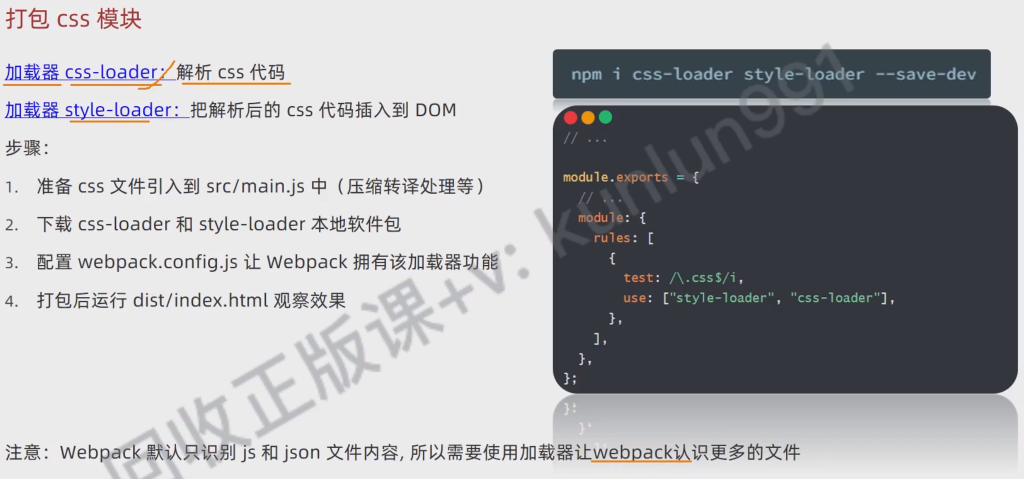 打包 css 模块
加载器 css-loader：解析 css 代码
加载器 style-loader：把解析后的 css 代码插入到 DOM
步骤：
1. 准备 css 文件引入到 src/main.js 中（压缩转译处理等）
2. 下载 css-loader 和 style-loader 本地软件包
3. 配置 webpack.config.js 让 Webpack 拥有该加载器功能
4. 打包后运行 dist/index.html 观察效果
npm i css-loader style-loader --save-dev
// ...
module.exports = {
// ...
module: {
rules: [
{
test: /\.css$/i,
use: ["style-loader", "css-loader"],
},
],
},
};
注意：Webpack 默认只识别 js 和 json 文件内容, 所以需要使用加载器让webpack认识更多的文件
回收正版课+v: kunlun991